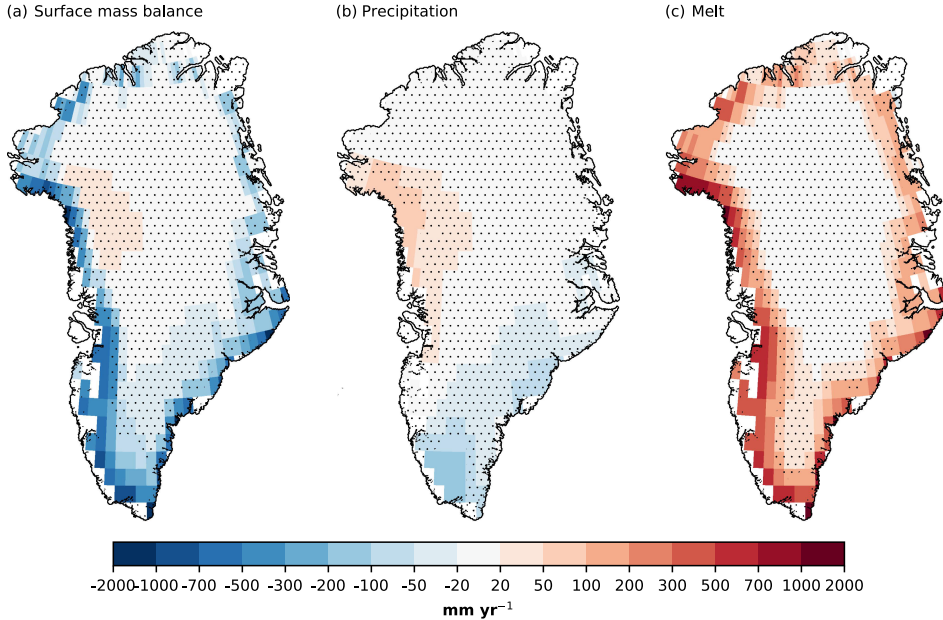 (a) Surface mass balance
(b) Precipitation
(c) Melt
-2000 -1000 -700 -500 -300 -200 -100 -50 -20 20 50 100 200 300 500 700 1000 2000
mm yr⁻¹